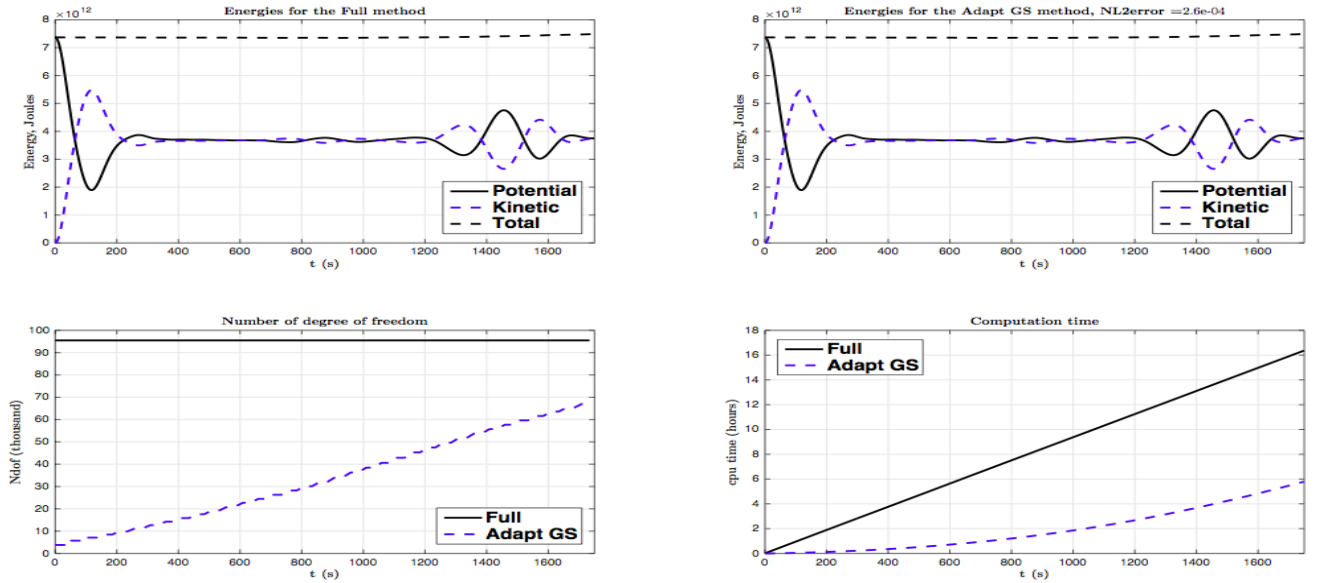 Energies for the Full method
×10 12
8
7
6
5
4
3
2
1
0
Energy, Joules
Potential
Kinetic
Total
0 200 400 600 800 1000 1200 1400 1600
t (s)
Energies for the Adapt GS method, NL2error =2.6e-04
×10 12
8
7
6
5
4
3
2
1
0
Energy, Joules
Potential
Kinetic
Total
0 200 400 600 800 1000 1200 1400 1600
t (s)
Number of degree of freedom
100
90
80
70
60
50
40
30
20
10
0
Ndof (thousand)
Full
Adapt GS
0 200 400 600 800 1000 1200 1400 1600
t (s)
Computation time
18
16
14
12
10
8
6
4
2
0
cpu time (hours)
Full
Adapt GS
0 200 400 600 800 1000 1200 1400 1600
t (s)